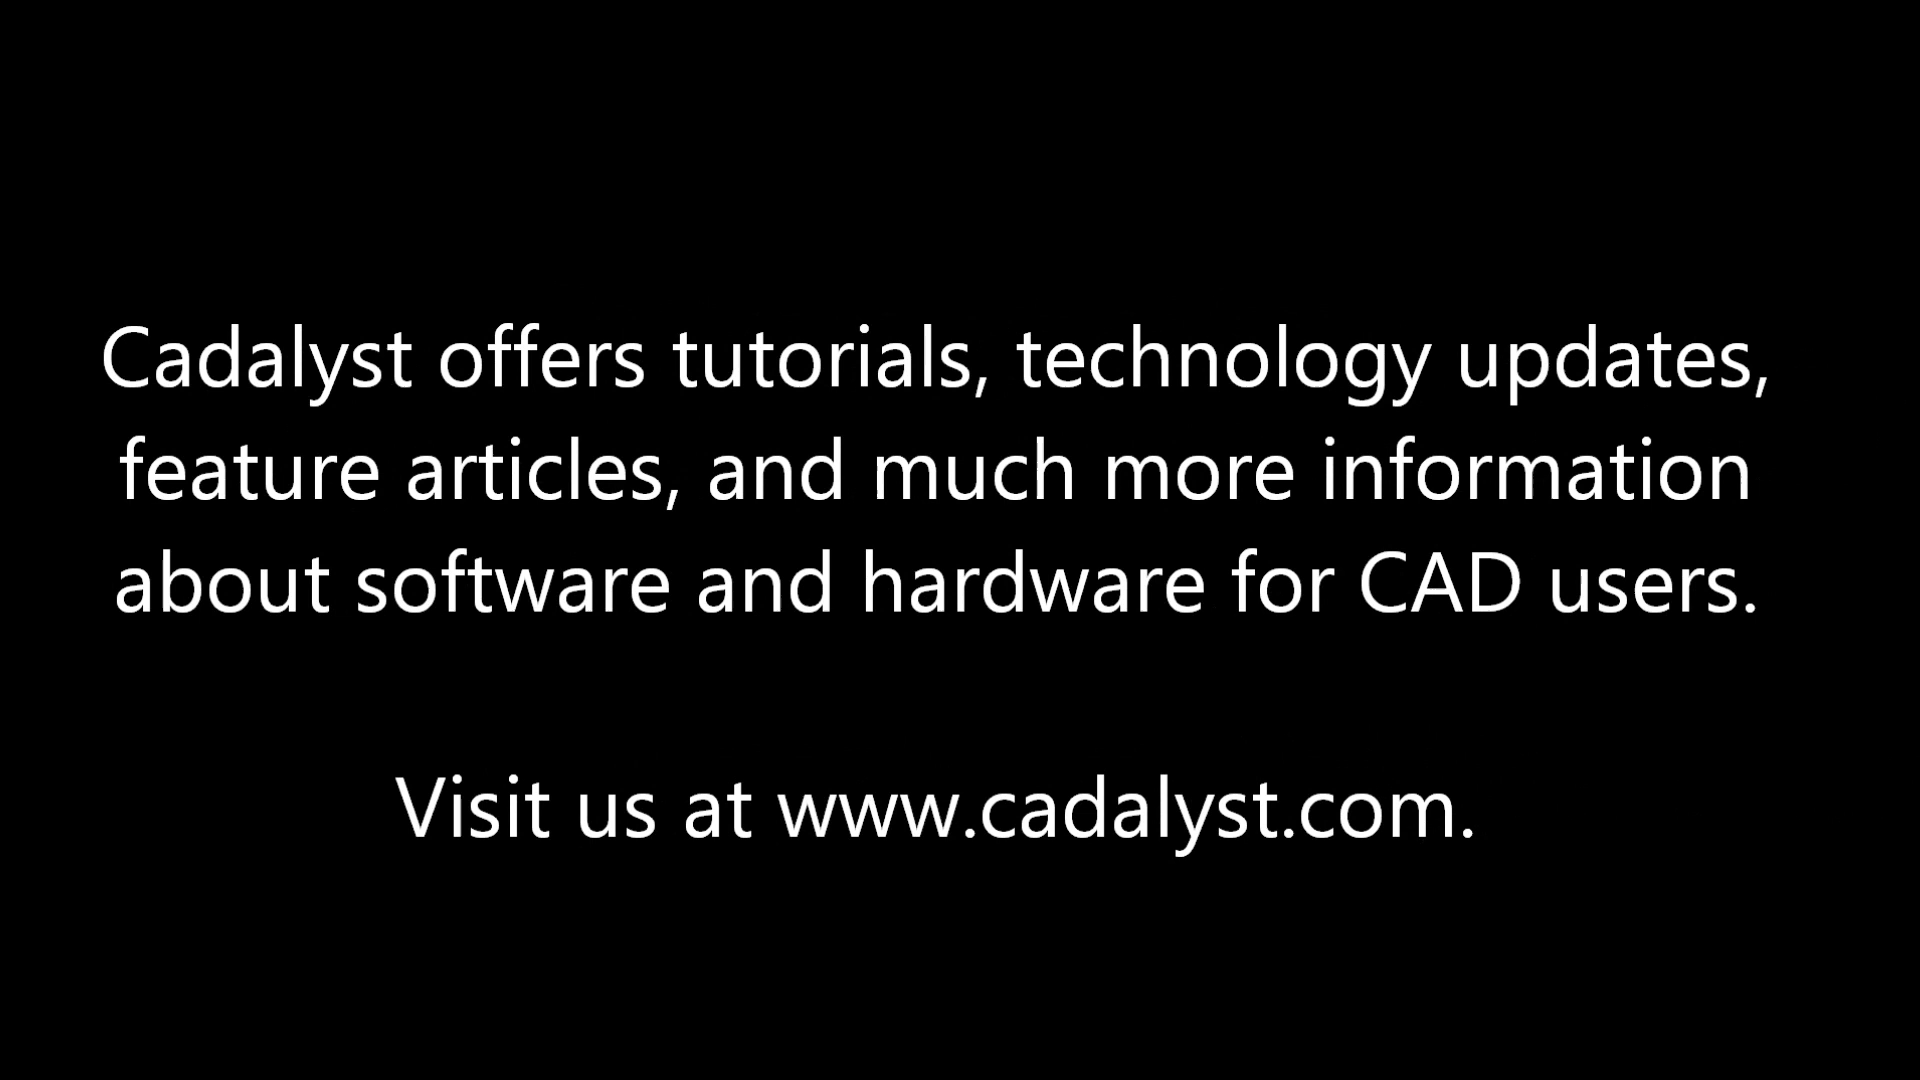 Cadalyst offers tutorials, technology updates,
feature articles, and much more information
about software and hardware for CAD users.
Visit us at www.cadalyst.com.